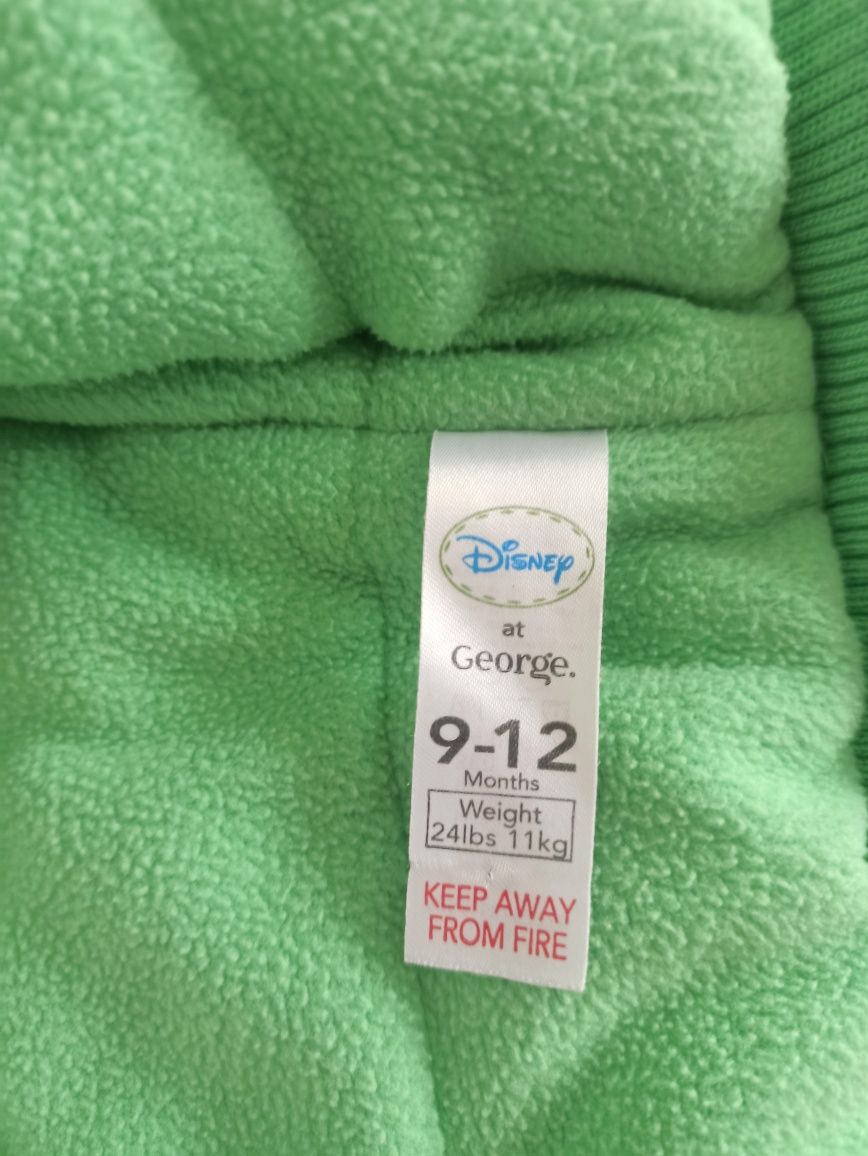 Disney
at
George.
9-12
Months
Weight
24lbs 11kg
KEEP AWAY
FROM FIRE